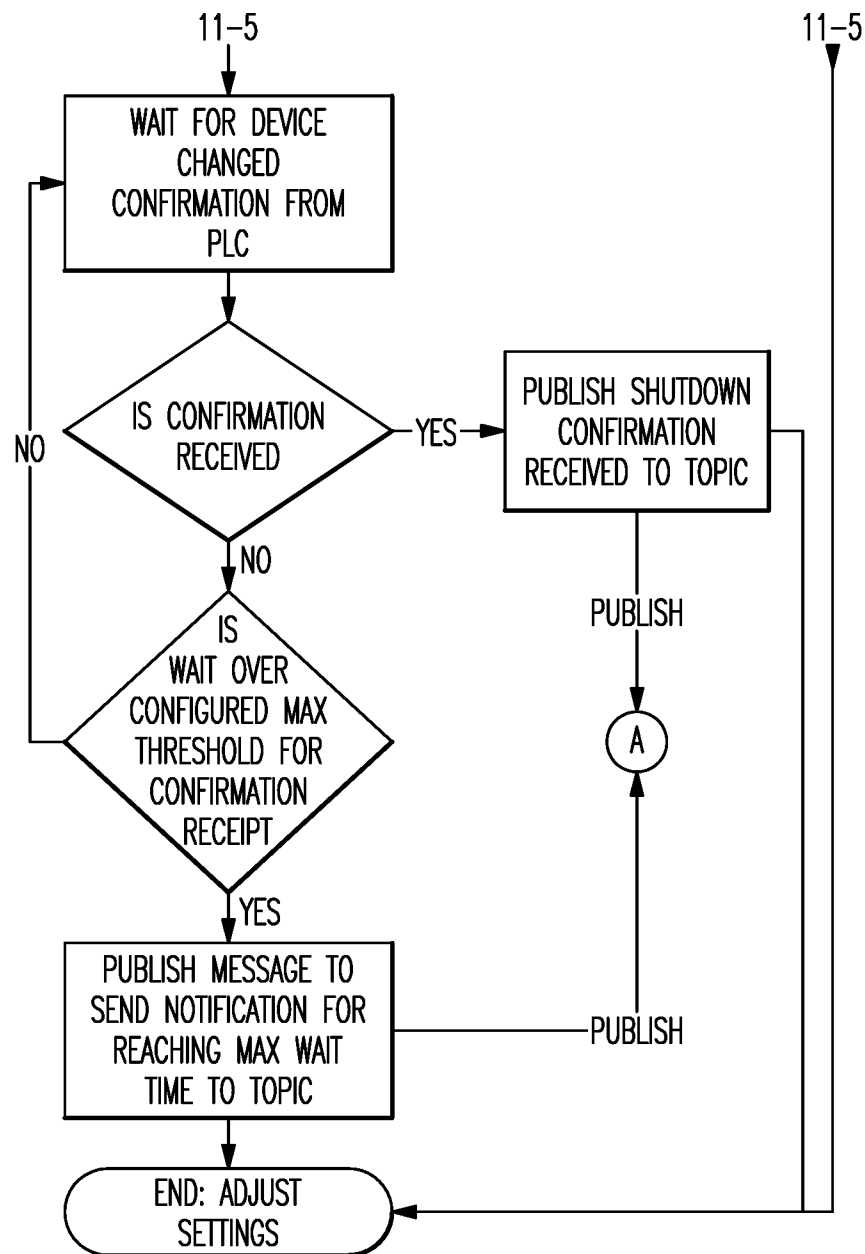 11-5
11-5
WAIT FOR DEVICE
CHANGED
CONFIRMATION FROM
PLC
IS CONFIRMATION
RECEIVED
YES
PUBLISH SHUTDOWN
CONFIRMATION
RECEIVED TO TOPIC
NO
NO
PUBLISH
IS
WAIT OVER
CONFIGURED MAX
THRESHOLD FOR
CONFIRMATION
RECEIPT
A
YES
PUBLISH MESSAGE TO
SEND NOTIFICATION FOR
REACHING MAX WAIT
TIME TO TOPIC
PUBLISH
END: ADJUST
SETTINGS